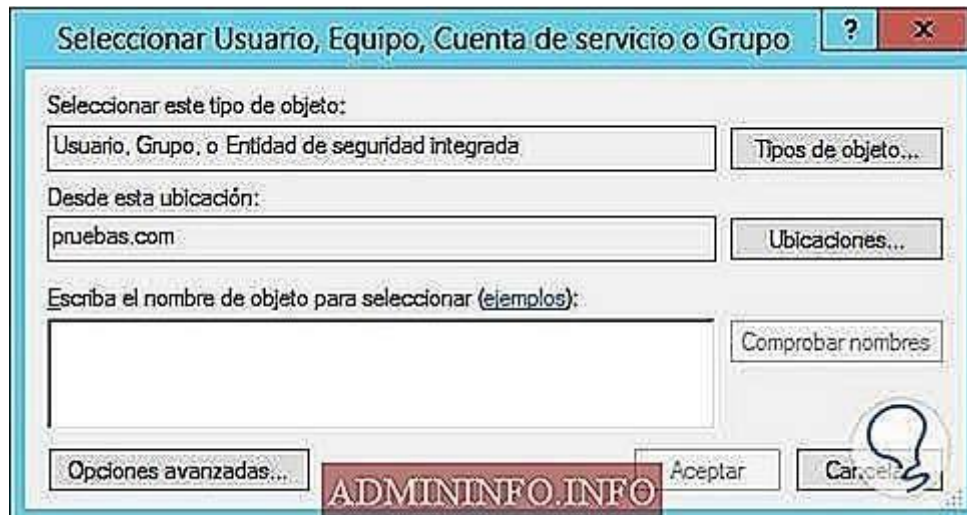 Seleccionar Usuario, Equipo, Cuenta de servicio o Grupo
? x
Seleccionar este tipo de objeto:
Usuario, Grupo, o Entidad de seguridad integrada
Tipos de objeto...
Desde esta ubicación:
pruebas.com
Ubicaciones...
Escriba el nombre de objeto para seleccionar (ejemplos):
Comprobar nombres
Opciones avanzadas...
Aceptar
Cancelar
ADMININFO.INFO